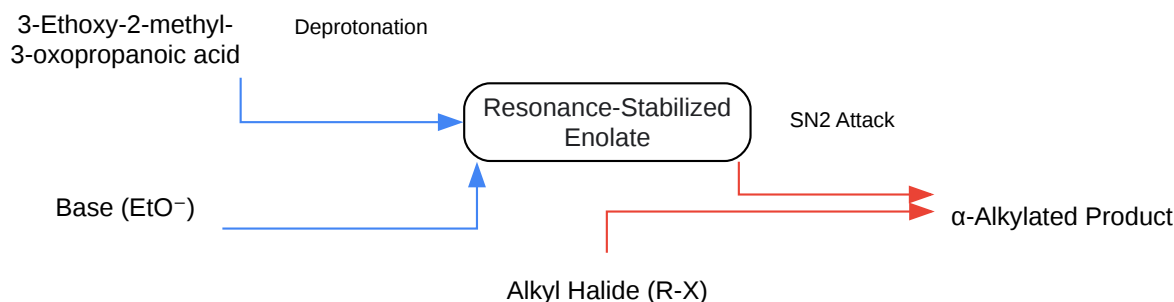 3-Ethoxy-2-methyl-
3-oxopropanoic acid
Deprotonation
Resonance-Stabilized
Enolate
SN2 Attack
Base (EtO⁻)
α-Alkylated Product
Alkyl Halide (R-X)